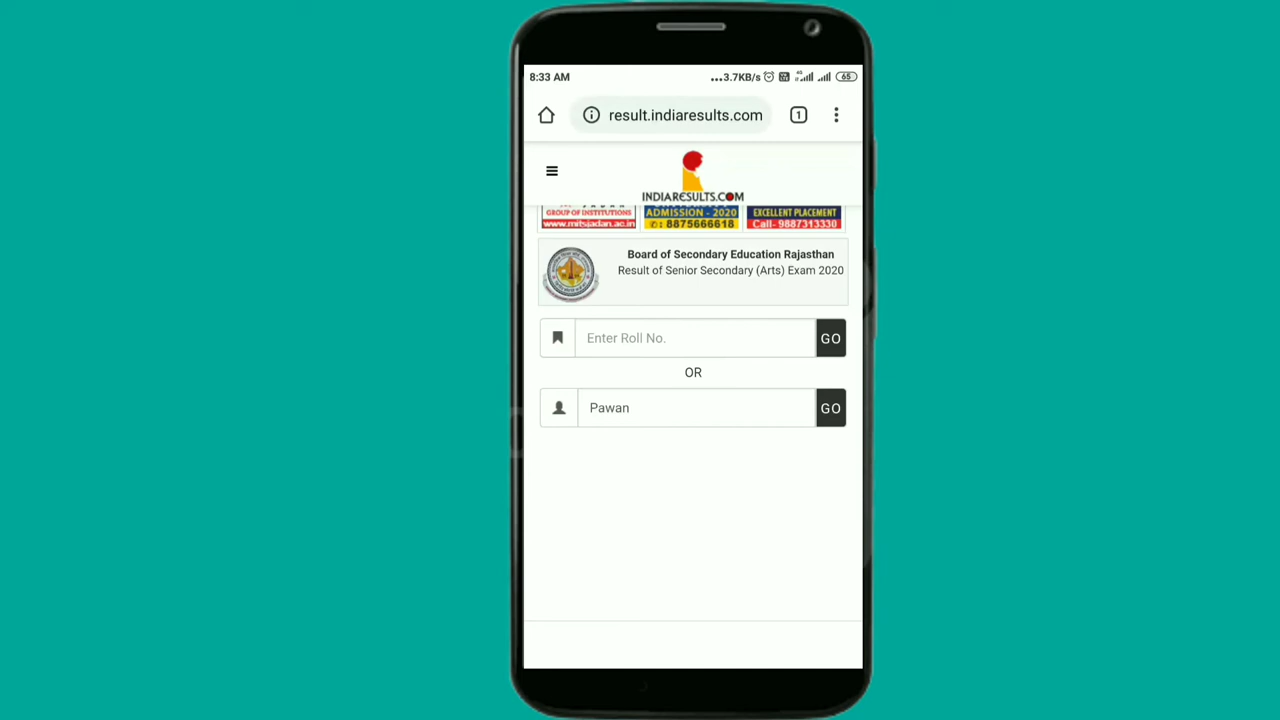 8:33 AM
...3.7KB/s 4G 65
result.indiaresults.com 1
INDIARESULTS.COM
GROUP OF INSTITUTIONS
www.mitsjadan.ac.in
ADMISSION - 2020
: 8875666618
EXCELLENT PLACEMENT
Call- 9887313330
Board of Secondary Education Rajasthan
Result of Senior Secondary (Arts) Exam 2020
Enter Roll No. GO
OR
Pawan GO